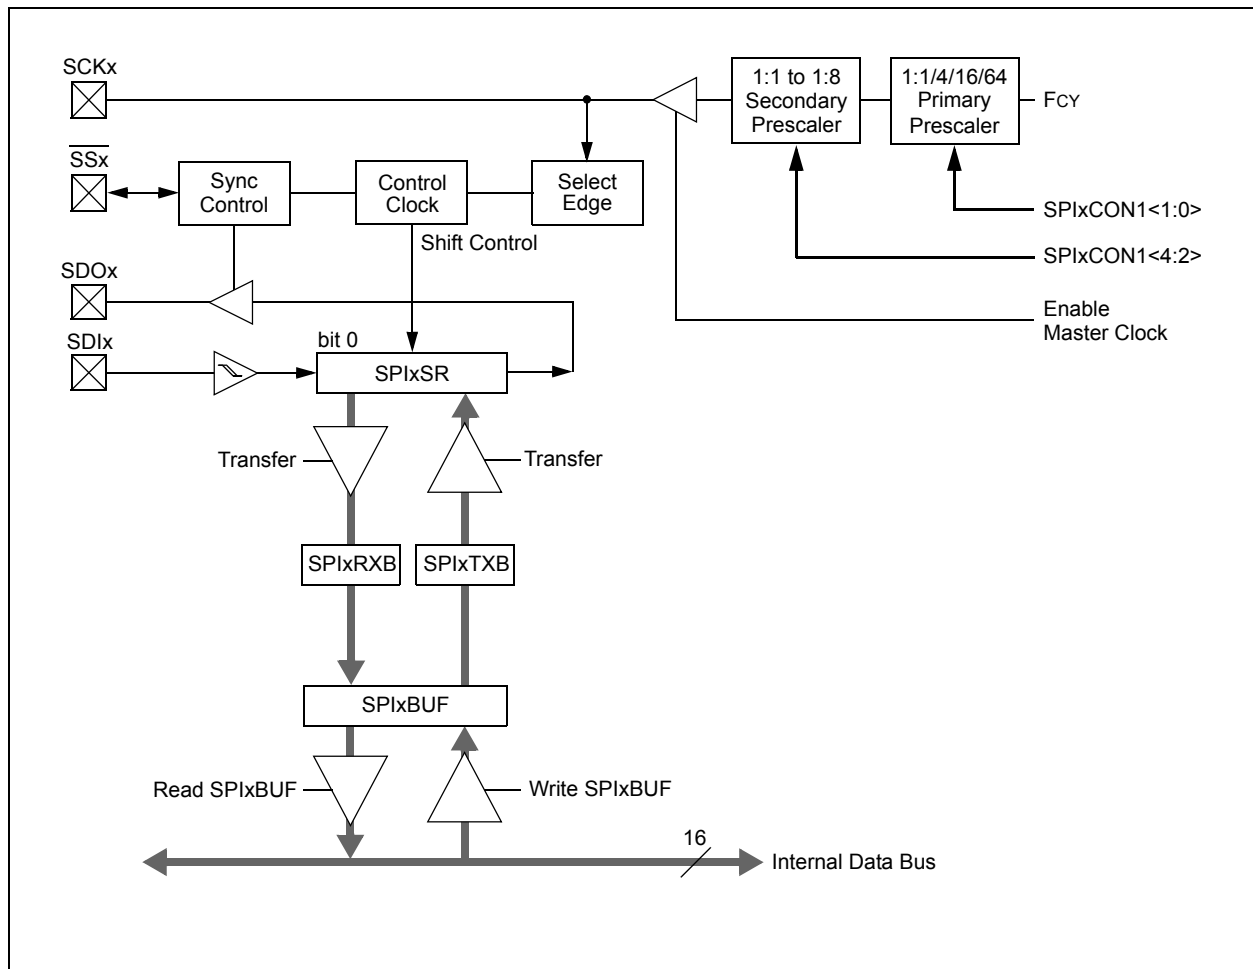 SCKx
1:1 to 1:8
Secondary
Prescaler
1:1/4/16/64
Primary
Prescaler
FCY
SSx
Sync
Control
Control
Clock
Select
Edge
SPIxCON1<1:0>
Shift Control
SPIxCON1<4:2>
SDOx
Enable
Master Clock
SDIx
bit 0
SPIxSR
Transfer
Transfer
SPIxRXB
SPIxTXB
SPIxBUF
Read SPIxBUF
Write SPIxBUF
16
Internal Data Bus